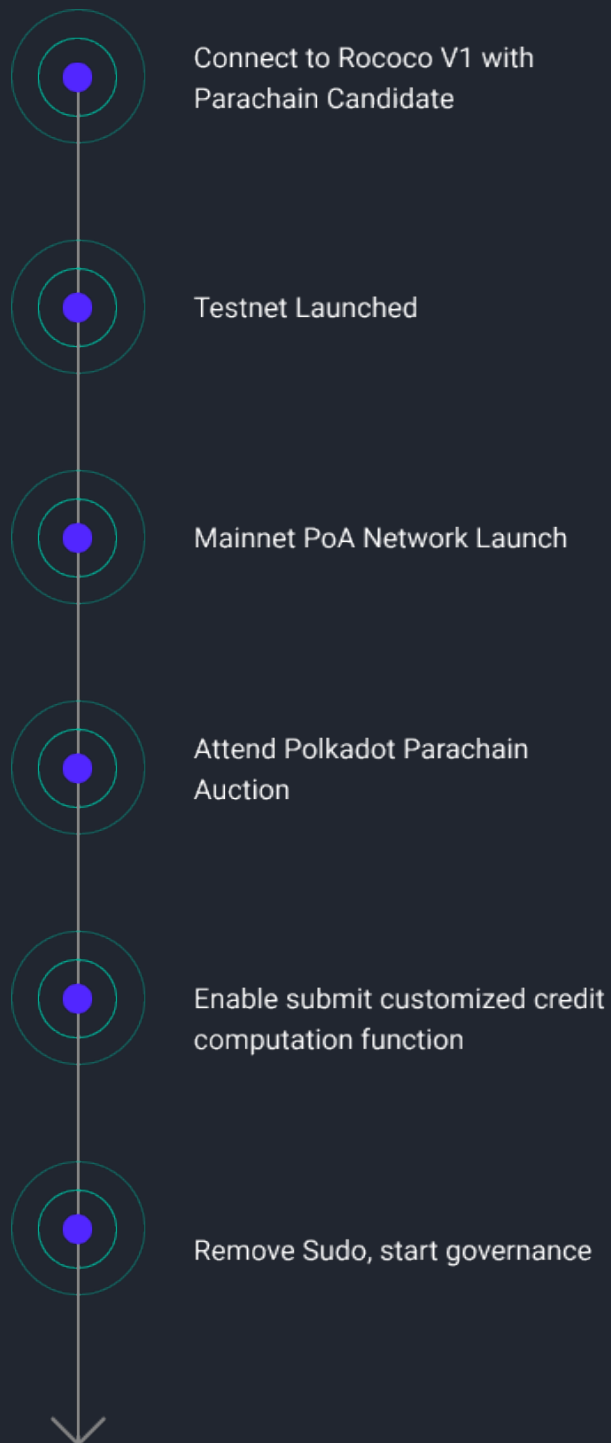 Connect to Rococo V1 with
Parachain Candidate
Testnet Launched
Mainnet PoA Network Launch
Attend Polkadot Parachain
Auction
Enable submit customized credit
computation function
Remove Sudo, start governance